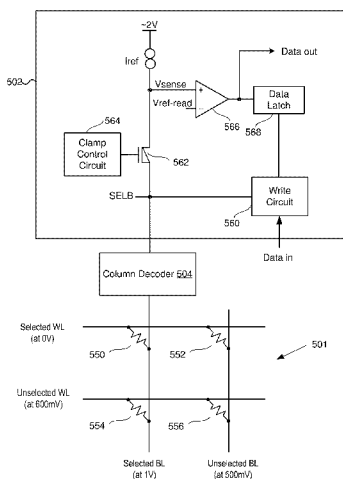 ~2V
502
Iref
Vsense
Data out
Vref-read
+
−
566
Data Latch
568
564
Clamp Control Circuit
562
SELB
Write Circuit
560
Data in
Column Decoder 504
Selected WL
(at 0V)
550
552
501
Unselected WL
(at 600mV)
554
556
Selected BL
(at 1V)
Unselected BL
(at 500mV)